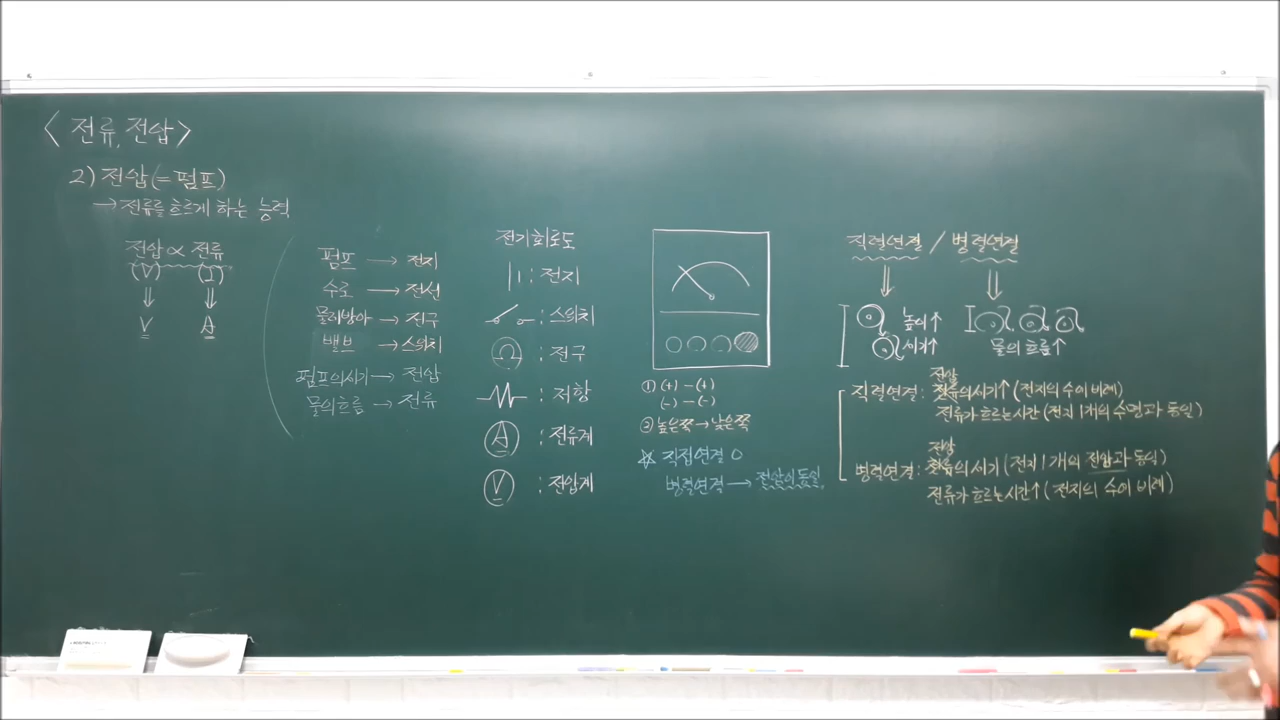 <전류, 전압>
2) 전압(=펌프)
→ 전류를 흐르게 하는 능력
전압 ∝ 전류
(V) (I)
V A
펌프 → 전지
수로 → 전선
물레방아 → 전구
밸브 → 스위치
펌프의 세기 → 전압
물의 흐름 → 전류
전기회로도
: 전지
: 스위치
: 전구
: 저항
A : 전류계
V : 전압계
① (+) - (+)
(-) - (-)
② 높은쪽 → 낮은쪽
☆ 직접연결 O
병렬연결 → 전압이 동일.
직렬연결 / 병렬연결
높이↑
세기↑
물의 흐름↑
전압
직렬연결: 전류의 세기↑ (전지의 수에 비례)
전류가 흐르는 시간 (전지 1개의 수명과 동일)
전압
병렬연결: 전류의 세기 (전지 1개의 전압과 동일)
전류가 흐르는 시간↑ (전지의 수에 비례)